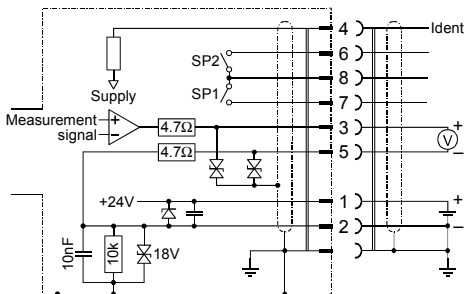 4 Ident
6
SP2
8
SP1
7
Supply
Measurement
signal
+
−
4.7Ω
3
+
V
4.7Ω
5
−
+24V
1
+
2
−
10nF
10k
18V